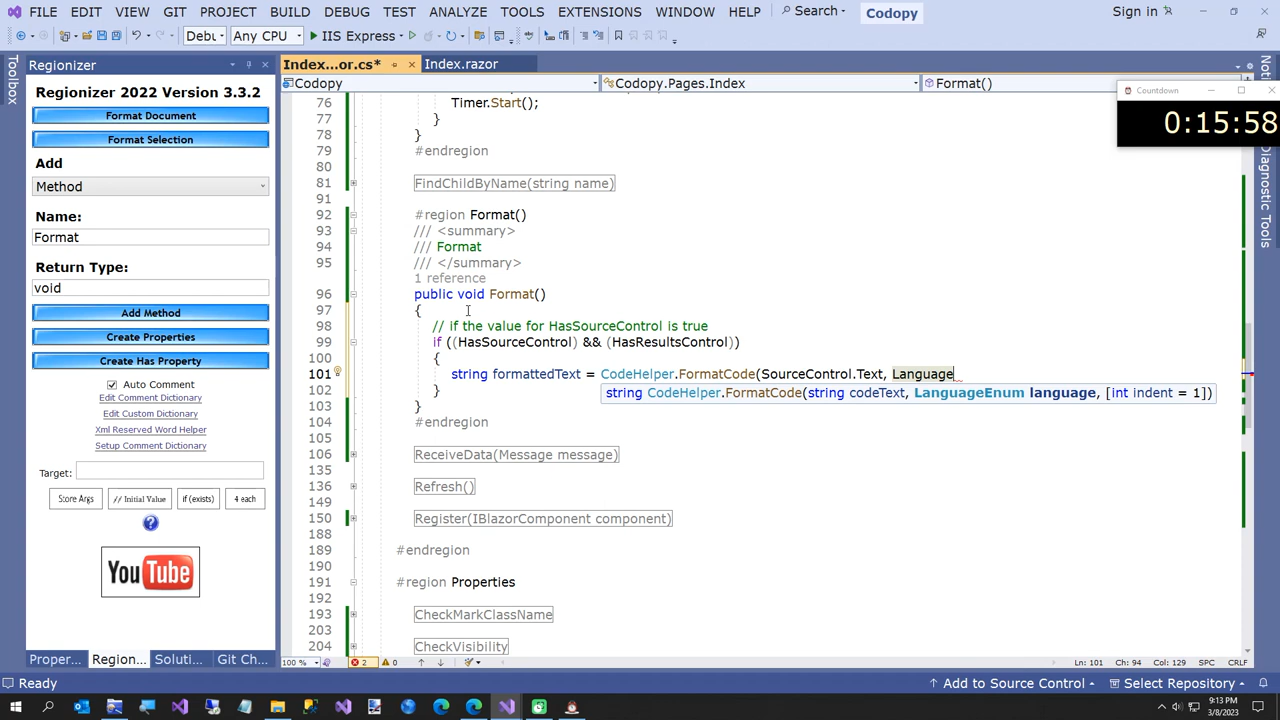 FILE EDIT VIEW GIT PROJECT BUILD DEBUG TEST ANALYZE TOOLS EXTENSIONS WINDOW HELP Search Codopy Sign in
Debu Any CPU IIS Express
Toolbox
Regionizer
Regionizer 2022 Version 3.3.2
Format Document
Format Selection
Add
Method
Name:
Format
Return Type:
void
Add Method
Create Properties
Create Has Property
Auto Comment
Edit Comment Dictionary
Edit Custom Dictionary
Xml Reserved Word Helper
Setup Comment Dictionary
Target:
Store Args // Initial Value if (exists) 4 each
?
YouTube
Proper... Region... Soluti... Git Ch...
Index...or.cs* Index.razor
Codopy Codopy.Pages.Index Format()
76 Timer.Start();
77 }
78 }
79 #endregion
80
81 FindChildByName(string name)
91
92 #region Format()
93 /// <summary>
94 /// Format
95 /// </summary>
1 reference
96 public void Format()
97 {
98 // if the value for HasSourceControl is true
99 if ((HasSourceControl) && (HasResultsControl))
100 {
101 string formattedText = CodeHelper.FormatCode(SourceControl.Text, Language
102 } string CodeHelper.FormatCode(string codeText, LanguageEnum language, [int indent = 1])
103 }
104 #endregion
105
106 ReceiveData(Message message)
135
136 Refresh()
149
150 Register(IBlazorComponent component)
188
189 #endregion
190
191 #region Properties
192
193 CheckMarkClassName
203
204 CheckVisibility
100 % 2 0 Ln: 101 Ch: 94 Col: 129 SPC CRLF
Countdown
0:15:58
Diagnostic Tools
Ready Add to Source Control Select Repository
9:13 PM
3/8/2023